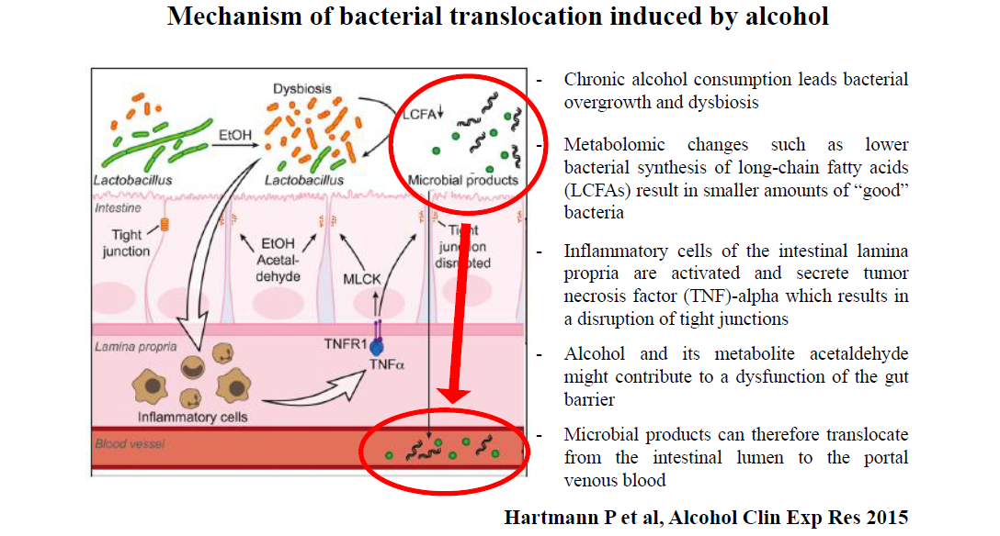 Mechanism of bacterial translocation induced by alcohol
Dysbiosis
LCFA↓
EtOH
Lactobacillus
Lactobacillus
Microbial products
Intestine
Tight
junction
EtOH
Acetal-
dehyde
MLCK
Tight
junction
disrupted
Lamina propria
TNFR1
TNFα
Inflammatory cells
Blood vessel
- Chronic alcohol consumption leads bacterial
overgrowth and dysbiosis
- Metabolomic changes such as lower
bacterial synthesis of long-chain fatty acids
(LCFAs) result in smaller amounts of “good”
bacteria
- Inflammatory cells of the intestinal lamina
propria are activated and secrete tumor
necrosis factor (TNF)-alpha which results in
a disruption of tight junctions
- Alcohol and its metabolite acetaldehyde
might contribute to a dysfunction of the gut
barrier
- Microbial products can therefore translocate
from the intestinal lumen to the portal
venous blood
Hartmann P et al, Alcohol Clin Exp Res 2015